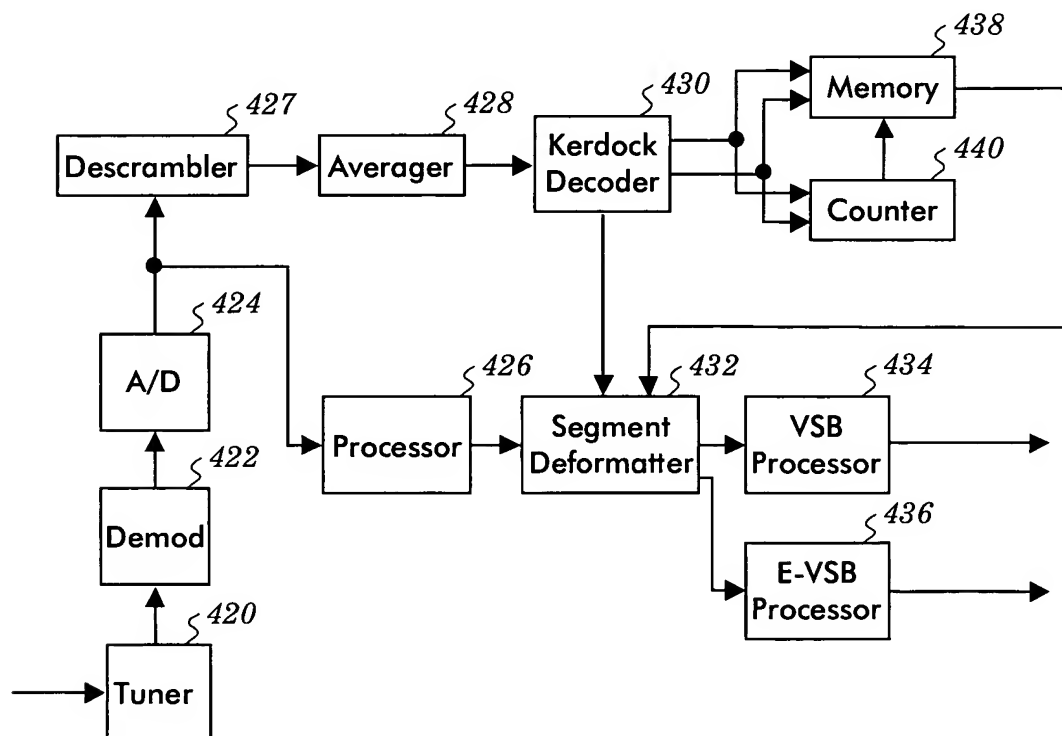 438
Memory
427
428
430
Descrambler
Averager
Kerdock
Decoder
440
Counter
424
A/D
426
432
434
Processor
Segment
Deformatter
VSB
Processor
422
Demod
436
E-VSB
Processor
420
Tuner